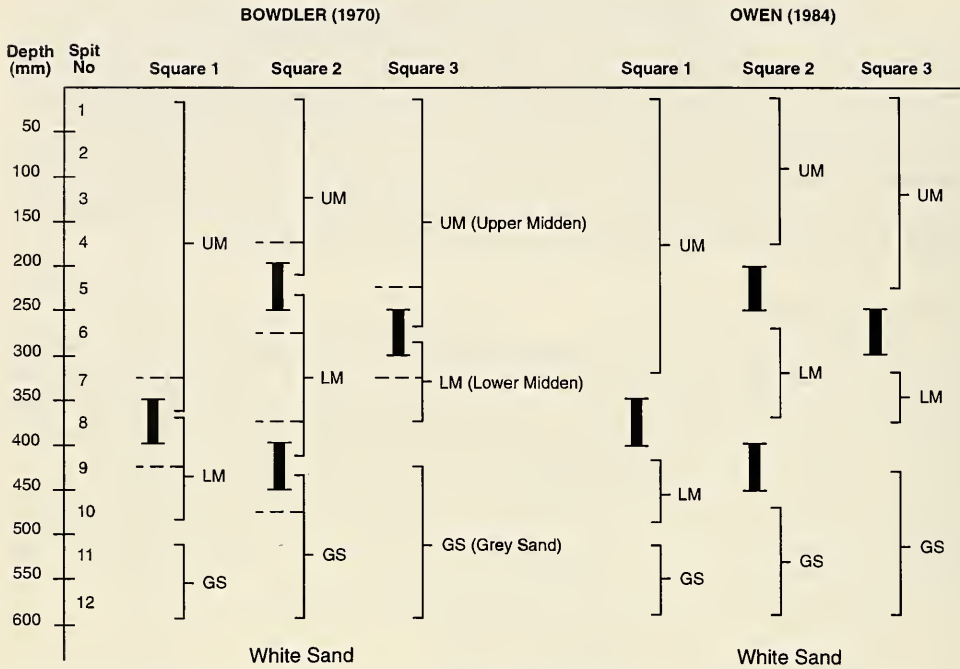 BOWDLER (1970) OWEN (1984)
Depth (mm) Spit No Square 1 Square 2 Square 3 Square 1 Square 2 Square 3
1
50
2
100
UM UM
3 UM UM
150
UM (Upper Midden)
4 UM UM
200
5
250
6
300
7 LM LM (Lower Midden) LM
350
LM
8
400
9 LM
450 LM
10
500
11 GS GS (Grey Sand) GS
550 GS
GS GS
12
600
White Sand White Sand